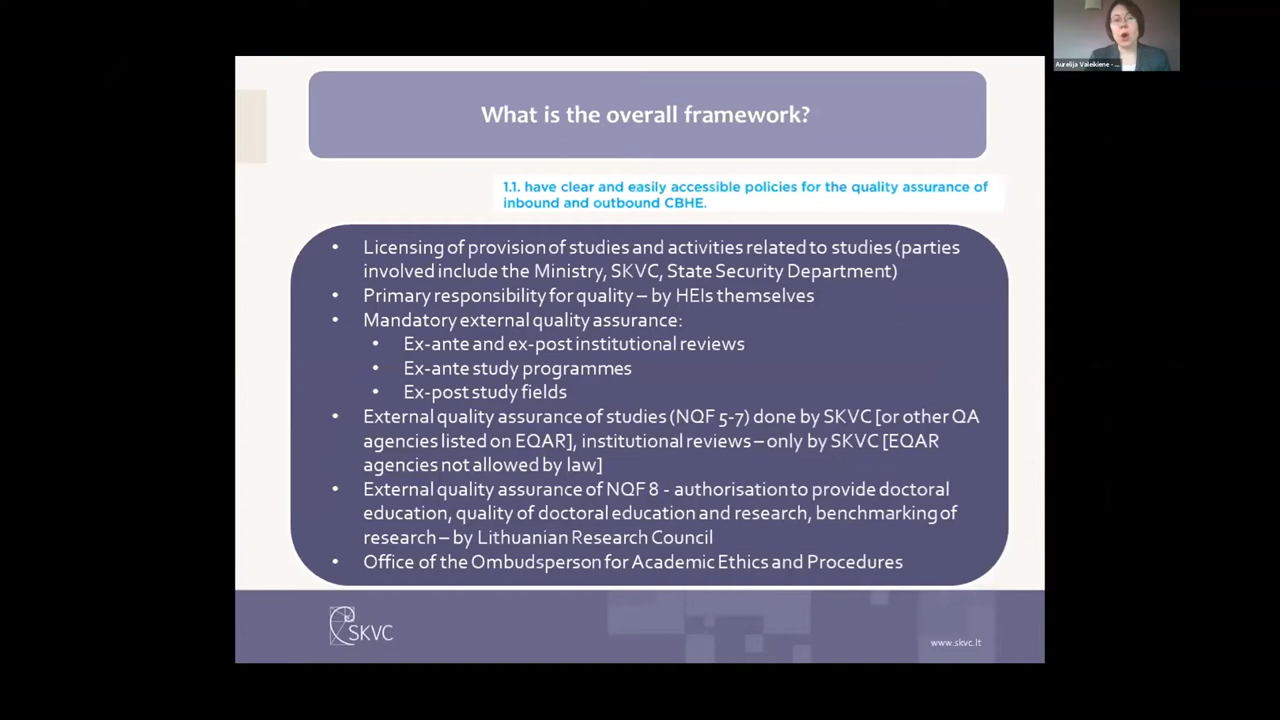 Aurelija Valeikiene - ...
What is the overall framework?
1.1. have clear and easily accessible policies for the quality assurance of
inbound and outbound CBHE.
• Licensing of provision of studies and activities related to studies (parties
involved include the Ministry, SKVC, State Security Department)
• Primary responsibility for quality – by HEIs themselves
• Mandatory external quality assurance:
• Ex-ante and ex-post institutional reviews
• Ex-ante study programmes
• Ex-post study fields
• External quality assurance of studies (NQF 5-7) done by SKVC [or other QA
agencies listed on EQAR], institutional reviews – only by SKVC [EQAR
agencies not allowed by law]
• External quality assurance of NQF 8 - authorisation to provide doctoral
education, quality of doctoral education and research, benchmarking of
research – by Lithuanian Research Council
• Office of the Ombudsperson for Academic Ethics and Procedures
SKVC
www.skvc.lt